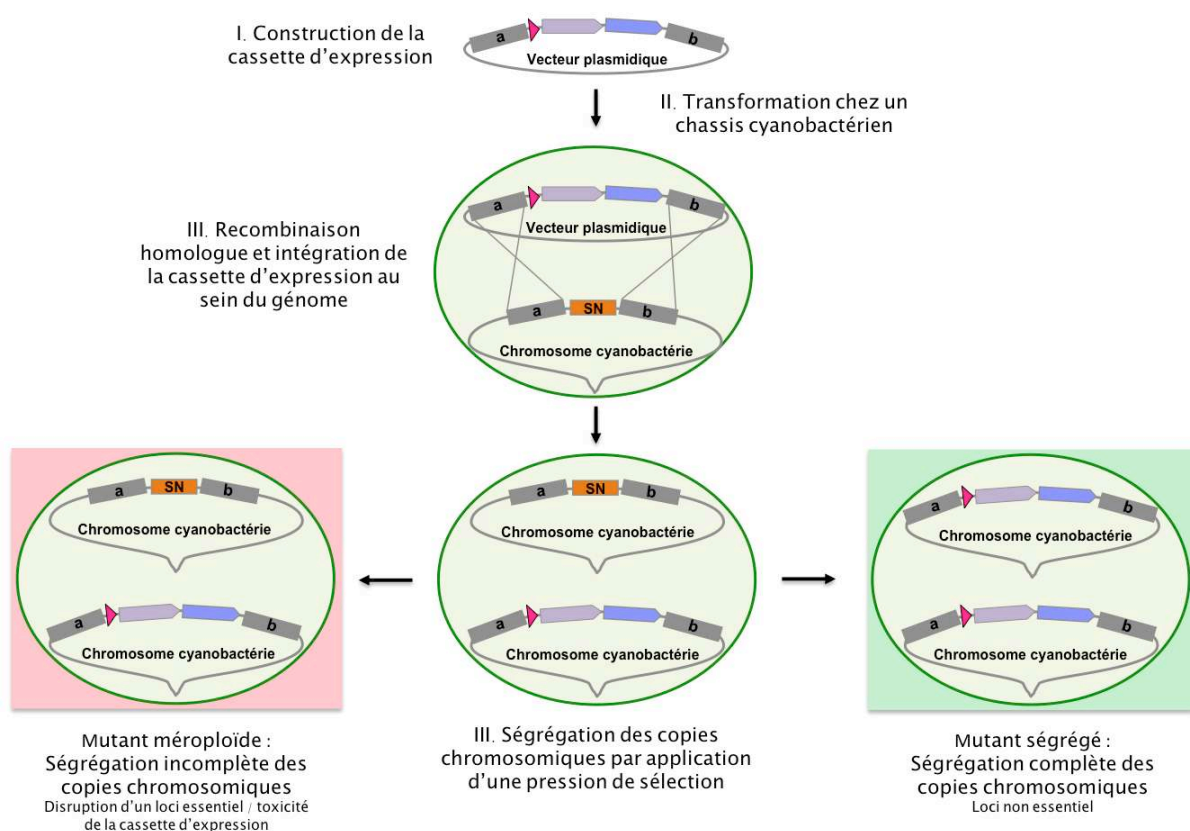 I. Construction de la
cassette d'expression
a
b
Vecteur plasmidique
II. Transformation chez un
chassis cyanobactérien
a
b
Vecteur plasmidique
III. Recombinaison
homologue et intégration de
la cassette d'expression au
sein du génome
a
SN
b
Chromosome cyanobactérie
a
SN
b
Chromosome cyanobactérie
a
b
Chromosome cyanobactérie
a
SN
b
Chromosome cyanobactérie
a
b
Chromosome cyanobactérie
a
b
Chromosome cyanobactérie
a
b
Chromosome cyanobactérie
Mutant méroploïde :
Ségrégation incomplète des
copies chromosomiques
Disruption d'un loci essentiel / toxicité
de la cassette d'expression
III. Ségrégation des copies
chromosomiques par application
d'une pression de sélection
Mutant ségrégé :
Ségrégation complète des
copies chromosomiques
Loci non essentiel